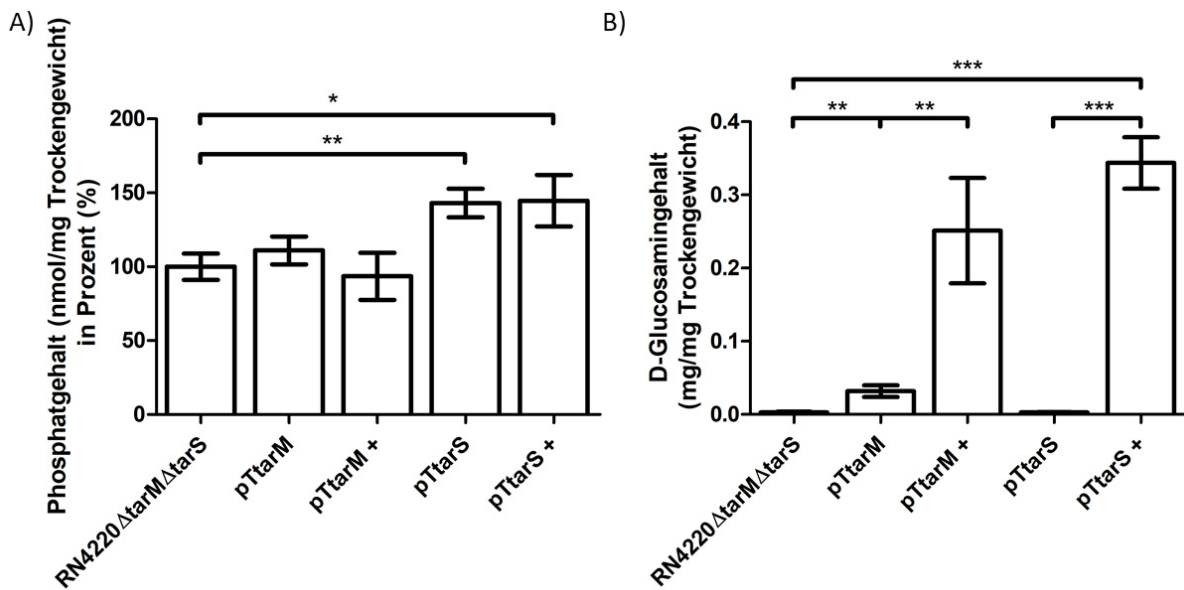 A)
Phosphatgehalt (nmol/mg Trockengewicht)
in Prozent (%)
200
150
100
50
0
*
**
RN4220ΔtarMΔtarS
pTtarM
pTtarM +
pTtarS
pTtarS +
B)
D-Glucosamingehalt
(mg/mg Trockengewicht)
0.4
0.3
0.2
0.1
0.0
***
** ** ***
RN4220ΔtarMΔtarS
pTtarM
pTtarM +
pTtarS
pTtarS +